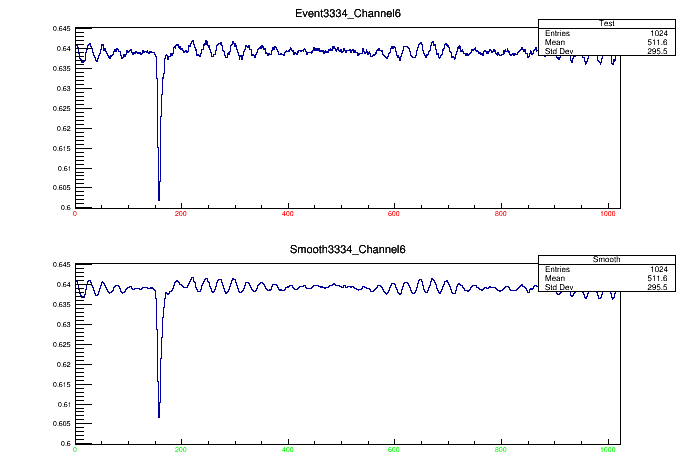 Event3334_Channel6
Test
Entries 1024
Mean 511.6
Std Dev 295.5
0.645
0.64
0.635
0.63
0.625
0.62
0.615
0.61
0.605
0.6
0 200 400 600 800 1000
Smooth3334_Channel6
Smooth
Entries 1024
Mean 511.6
Std Dev 295.5
0.645
0.64
0.635
0.63
0.625
0.62
0.615
0.61
0.605
0.6
0 200 400 600 800 1000